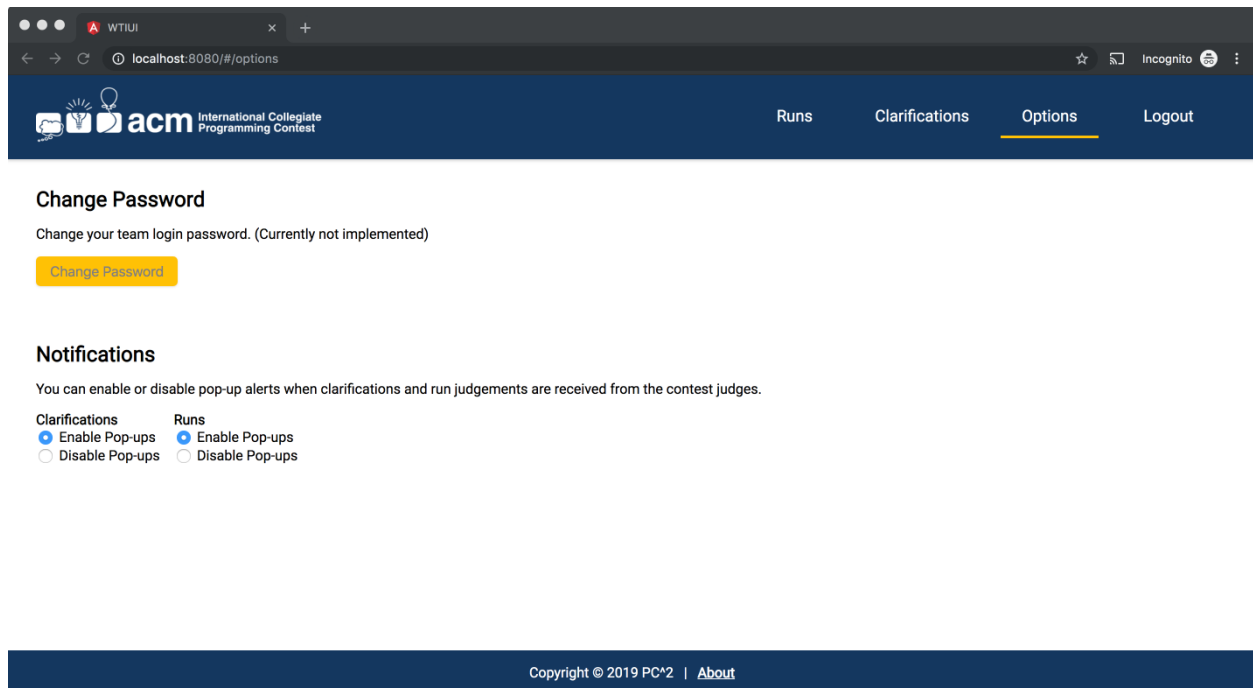 WTIUI
localhost:8080/#/options
Incognito
acm International Collegiate
Programming Contest
Runs Clarifications Options Logout
Change Password
Change your team login password. (Currently not implemented)
Change Password
Notifications
You can enable or disable pop-up alerts when clarifications and run judgements are received from the contest judges.
Clarifications Runs
Enable Pop-ups Enable Pop-ups
Disable Pop-ups Disable Pop-ups
Copyright © 2019 PC^2 | About